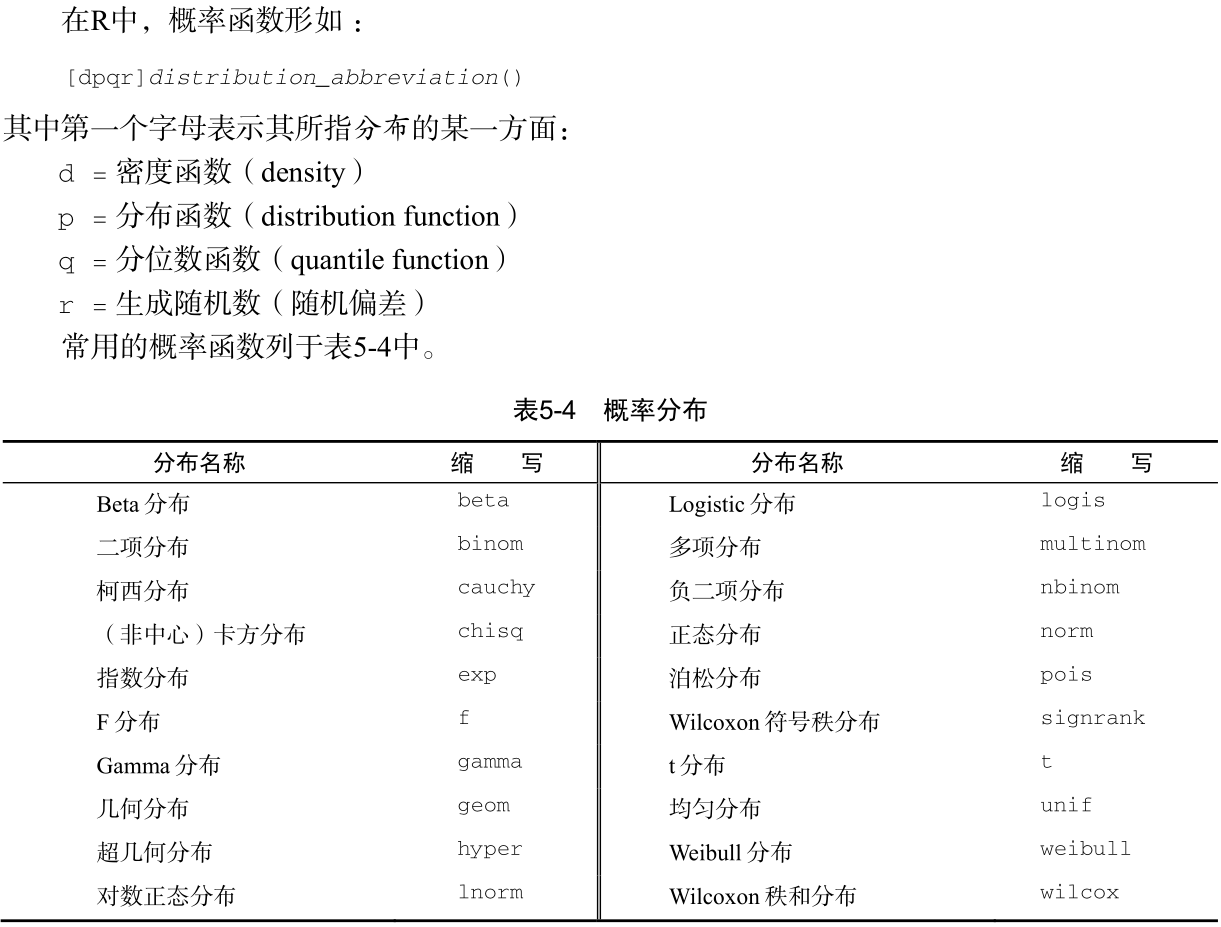 在R中，概率函数形如：
[dpqr]distribution_abbreviation()
其中第一个字母表示其所指分布的某一方面：
d = 密度函数（density）
p = 分布函数（distribution function）
q = 分位数函数（quantile function）
r = 生成随机数（随机偏差）
常用的概率函数列于表5-4中。
表5-4 概率分布
分布名称 缩 写 分布名称 缩 写
Beta 分布 beta Logistic 分布 logis
二项分布 binom 多项分布 multinom
柯西分布 cauchy 负二项分布 nbinom
（非中心）卡方分布 chisq 正态分布 norm
指数分布 exp 泊松分布 pois
F 分布 f Wilcoxon 符号秩分布 signrank
Gamma 分布 gamma t 分布 t
几何分布 geom 均匀分布 unif
超几何分布 hyper Weibull 分布 weibull
对数正态分布 lnorm Wilcoxon 秩和分布 wilcox